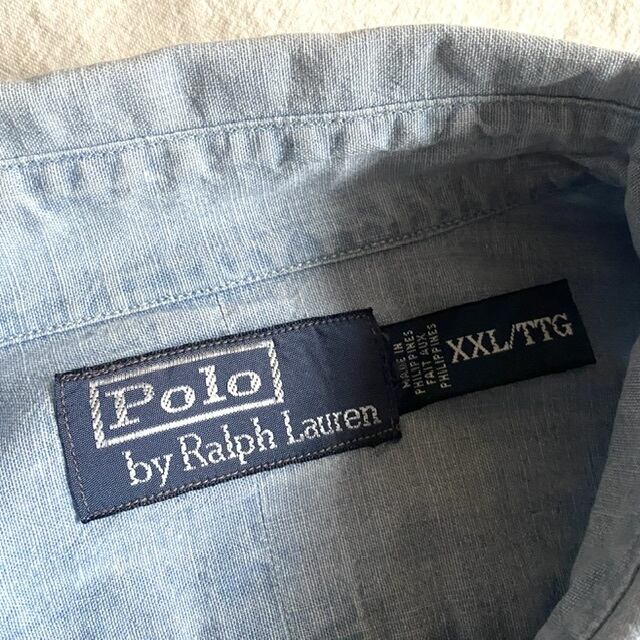 Polo
by Ralph Lauren
MADE IN
PHILIPPINES
FAIT AUX
PHILIPPINES
XXL/TTG